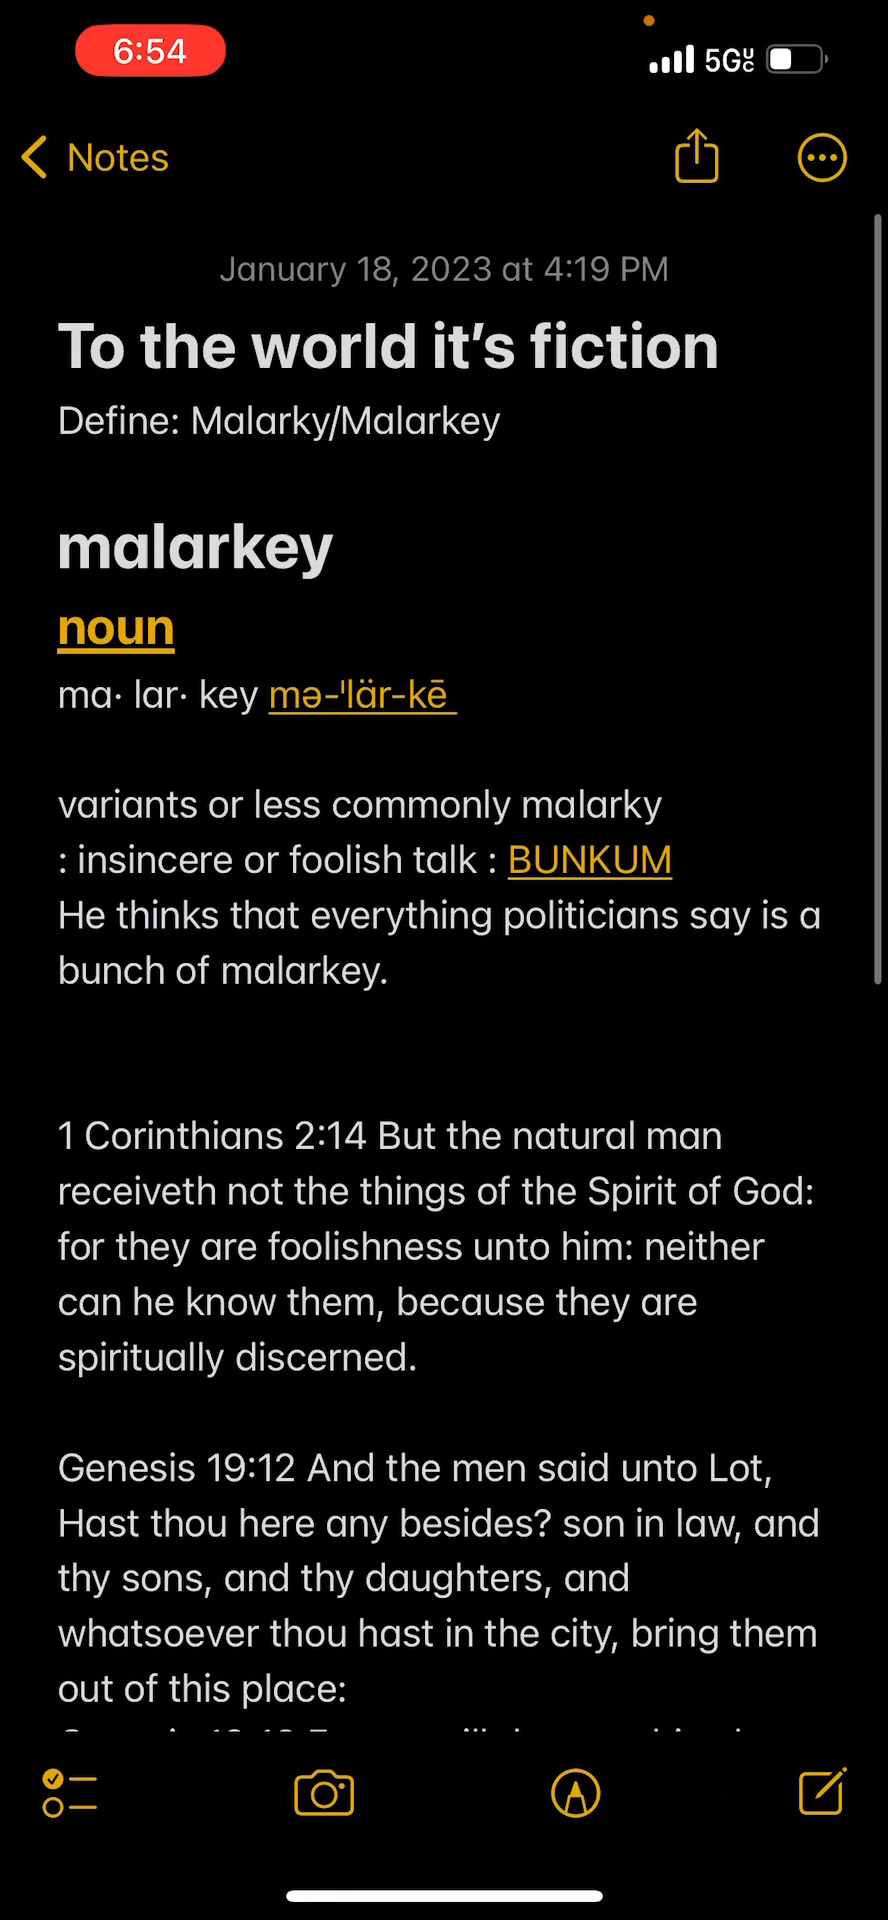 6:54
5GUC
Notes
January 18, 2023 at 4:19 PM
To the world it’s fiction
Define: Malarky/Malarkey
malarkey
noun
ma· lar· key mə-ˈlär-kē
variants or less commonly malarky
: insincere or foolish talk : BUNKUM
He thinks that everything politicians say is a
bunch of malarkey.
1 Corinthians 2:14 But the natural man
receiveth not the things of the Spirit of God:
for they are foolishness unto him: neither
can he know them, because they are
spiritually discerned.
Genesis 19:12 And the men said unto Lot,
Hast thou here any besides? son in law, and
thy sons, and thy daughters, and
whatsoever thou hast in the city, bring them
out of this place: